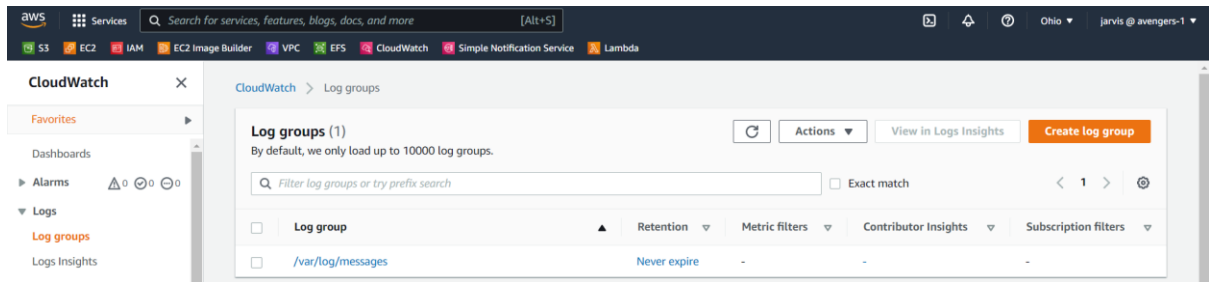 aws Services Search for services, features, blogs, docs, and more [Alt+S] Ohio ▼ jarvis @ avengers-1 ▼
S3 EC2 IAM EC2 Image Builder VPC EFS CloudWatch Simple Notification Service Lambda
CloudWatch
Favorites
Dashboards
Alarms 0 0 0
Logs
Log groups
Logs Insights
CloudWatch > Log groups
Log groups (1)
By default, we only load up to 10000 log groups.
Actions ▼ View in Logs Insights Create log group
Filter log groups or try prefix search Exact match < 1 >
Log group Retention Metric filters Contributor Insights Subscription filters
/var/log/messages Never expire - - -